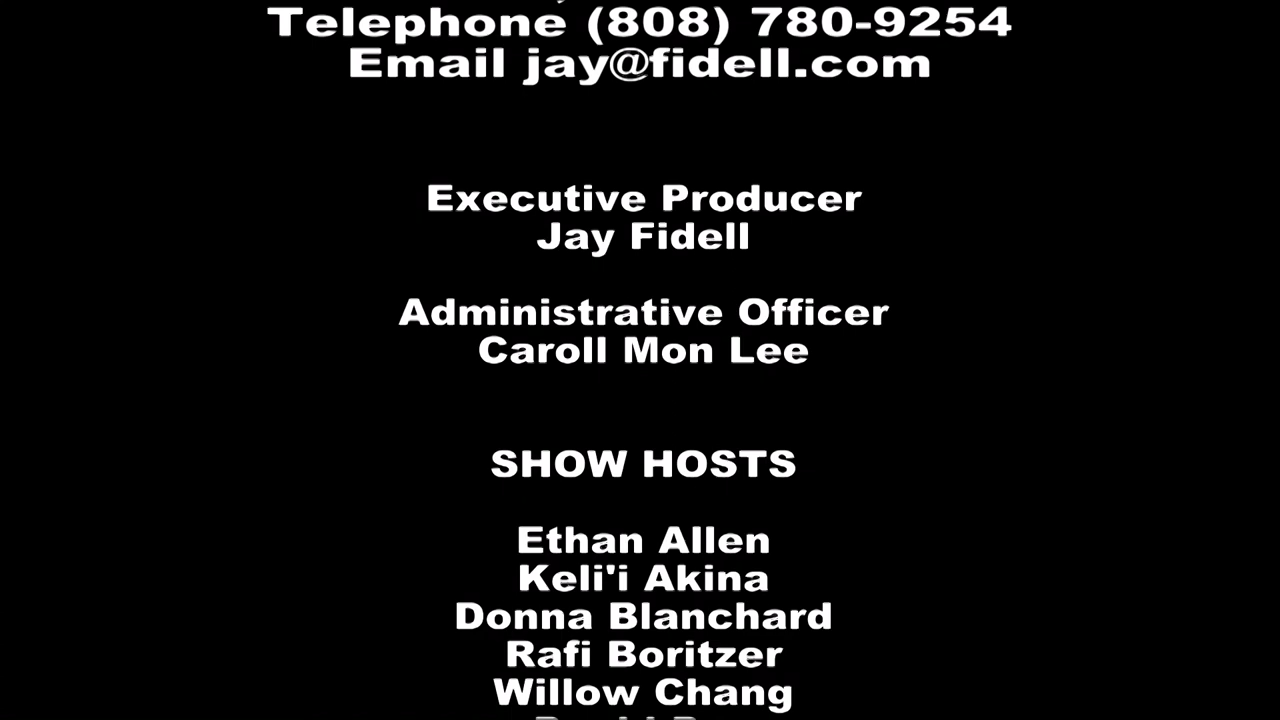 Telephone (808) 780-9254
Email jay@fidell.com
Executive Producer
Jay Fidell
Administrative Officer
Caroll Mon Lee
SHOW HOSTS
Ethan Allen
Keli'i Akina
Donna Blanchard
Rafi Boritzer
Willow Chang